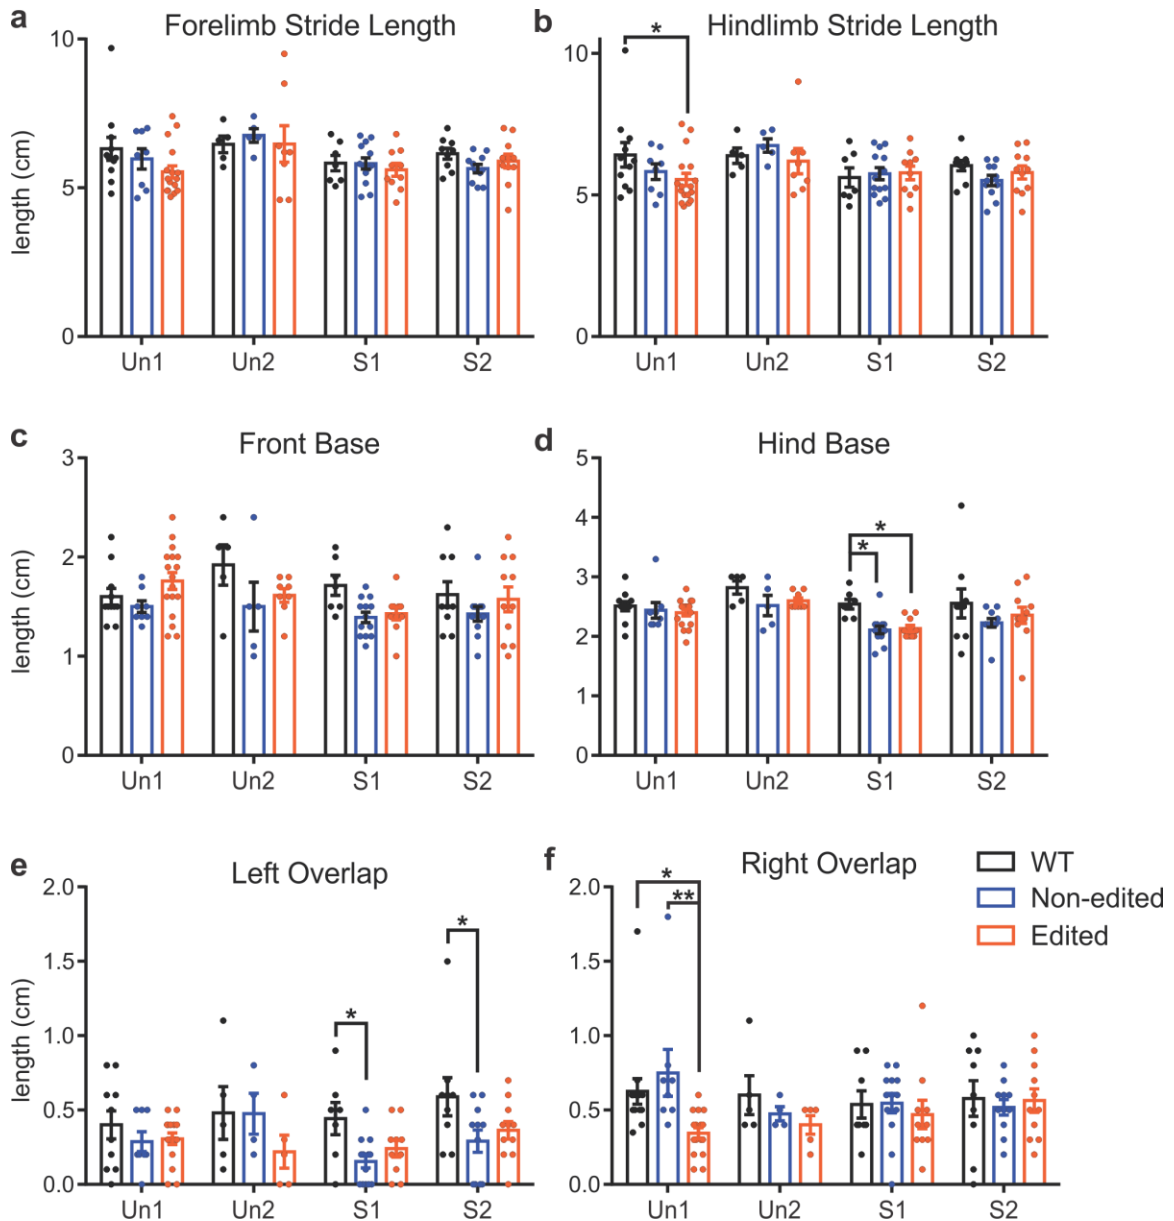 a Forelimb Stride Length
10
5
0
length (cm)
Un1 Un2 S1 S2
b Hindlimb Stride Length
*
10
5
0
Un1 Un2 S1 S2
c Front Base
3
2
1
0
length (cm)
Un1 Un2 S1 S2
d Hind Base
5
4
3
2
1
0
*
*
Un1 Un2 S1 S2
e Left Overlap
2.0
1.5
1.0
0.5
0.0
length (cm)
*
*
Un1 Un2 S1 S2
f Right Overlap
2.0
1.5
1.0
0.5
0.0
*
**
Un1 Un2 S1 S2
WT
Non-edited
Edited